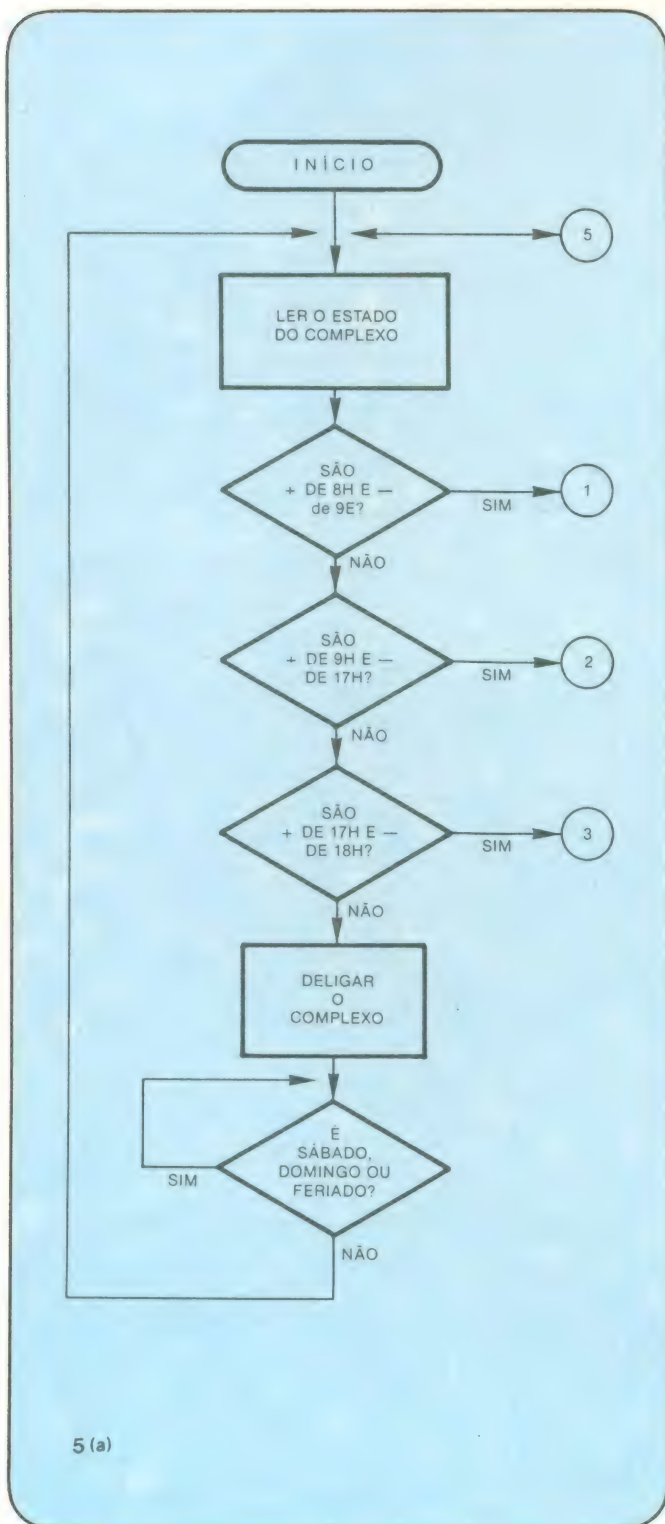 INÍCIO
5
LER O ESTADO
DO COMPLEXO
SÃO
+ DE 8H E —
de 9E?
SIM
1
NÃO
SÃO
+ DE 9H E —
DE 17H?
SIM
2
NÃO
SÃO
+ DE 17H E —
DE 18H?
SIM
3
NÃO
DELIGAR
O
COMPLEXO
É
SÁBADO,
DOMINGO OU
FERIADO?
SIM
NÃO
5 (a)